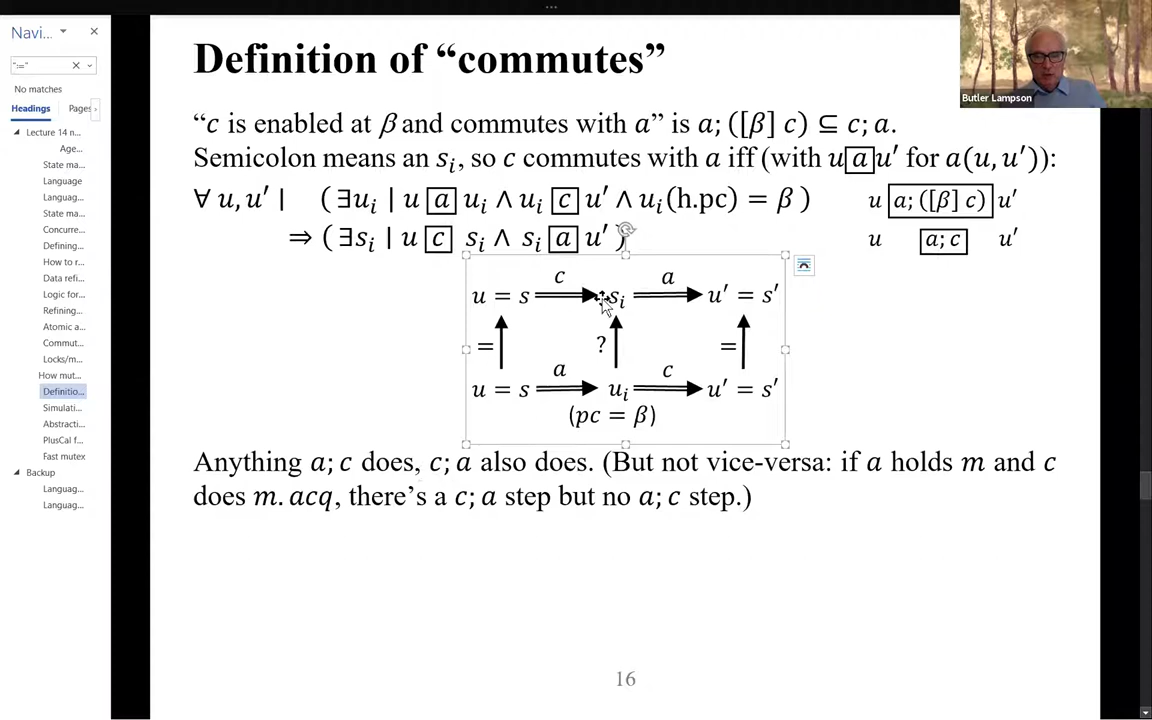 Navi...
":="
No matches
Headings
Pages
Lecture 14 n...
Age...
State ma...
Language
Languag...
State ma...
Concurre...
Defining...
How to r...
Data refi...
Logic for...
Refining...
Atomic a...
Commut...
Locks/m...
How mut...
Definitio...
Simulati...
Abstracti...
PlusCal f...
Fast mutex
Backup
Languag...
Languag...
Definition of “commutes”
“c is enabled at β and commutes with a” is a; ([β] c) ⊆ c; a.
Semicolon means an sᵢ, so c commutes with a iff (with u a u′ for a(u, u′)):
∀ u, u′ | (∃uᵢ | u a uᵢ ∧ uᵢ c u′ ∧ uᵢ(h.pc) = β ) u a; ([β] c) u′
⇒ ( ∃sᵢ | u c sᵢ ∧ sᵢ a u′ ) u a; c u′
c a
u = s sᵢ u′ = s′
= ? =
a c
u = s uᵢ u′ = s′
(pc = β)
Anything a; c does, c; a also does. (But not vice-versa: if a holds m and c
does m. acq, there’s a c; a step but no a; c step.)
16
Butler Lampson